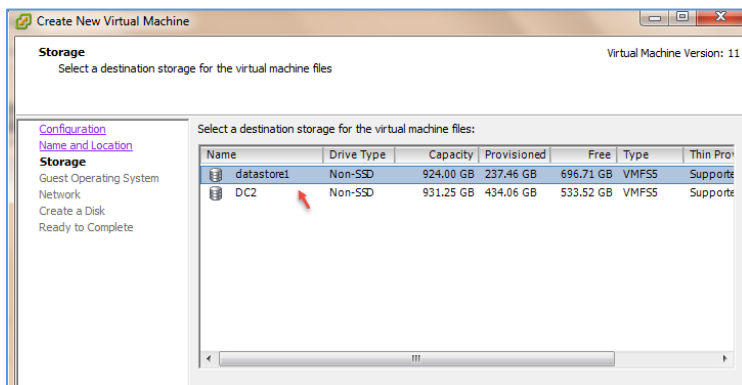 Create New Virtual Machine
Storage
Select a destination storage for the virtual machine files
Virtual Machine Version: 11
Configuration
Name and Location
Storage
Guest Operating System
Network
Create a Disk
Ready to Complete
Select a destination storage for the virtual machine files:
Name Drive Type Capacity Provisioned Free Type Thin Prov
datastore1 Non-SSD 924.00 GB 237.46 GB 696.71 GB VMFS5 Supporte
DC2 Non-SSD 931.25 GB 434.06 GB 533.52 GB VMFS5 Supporte